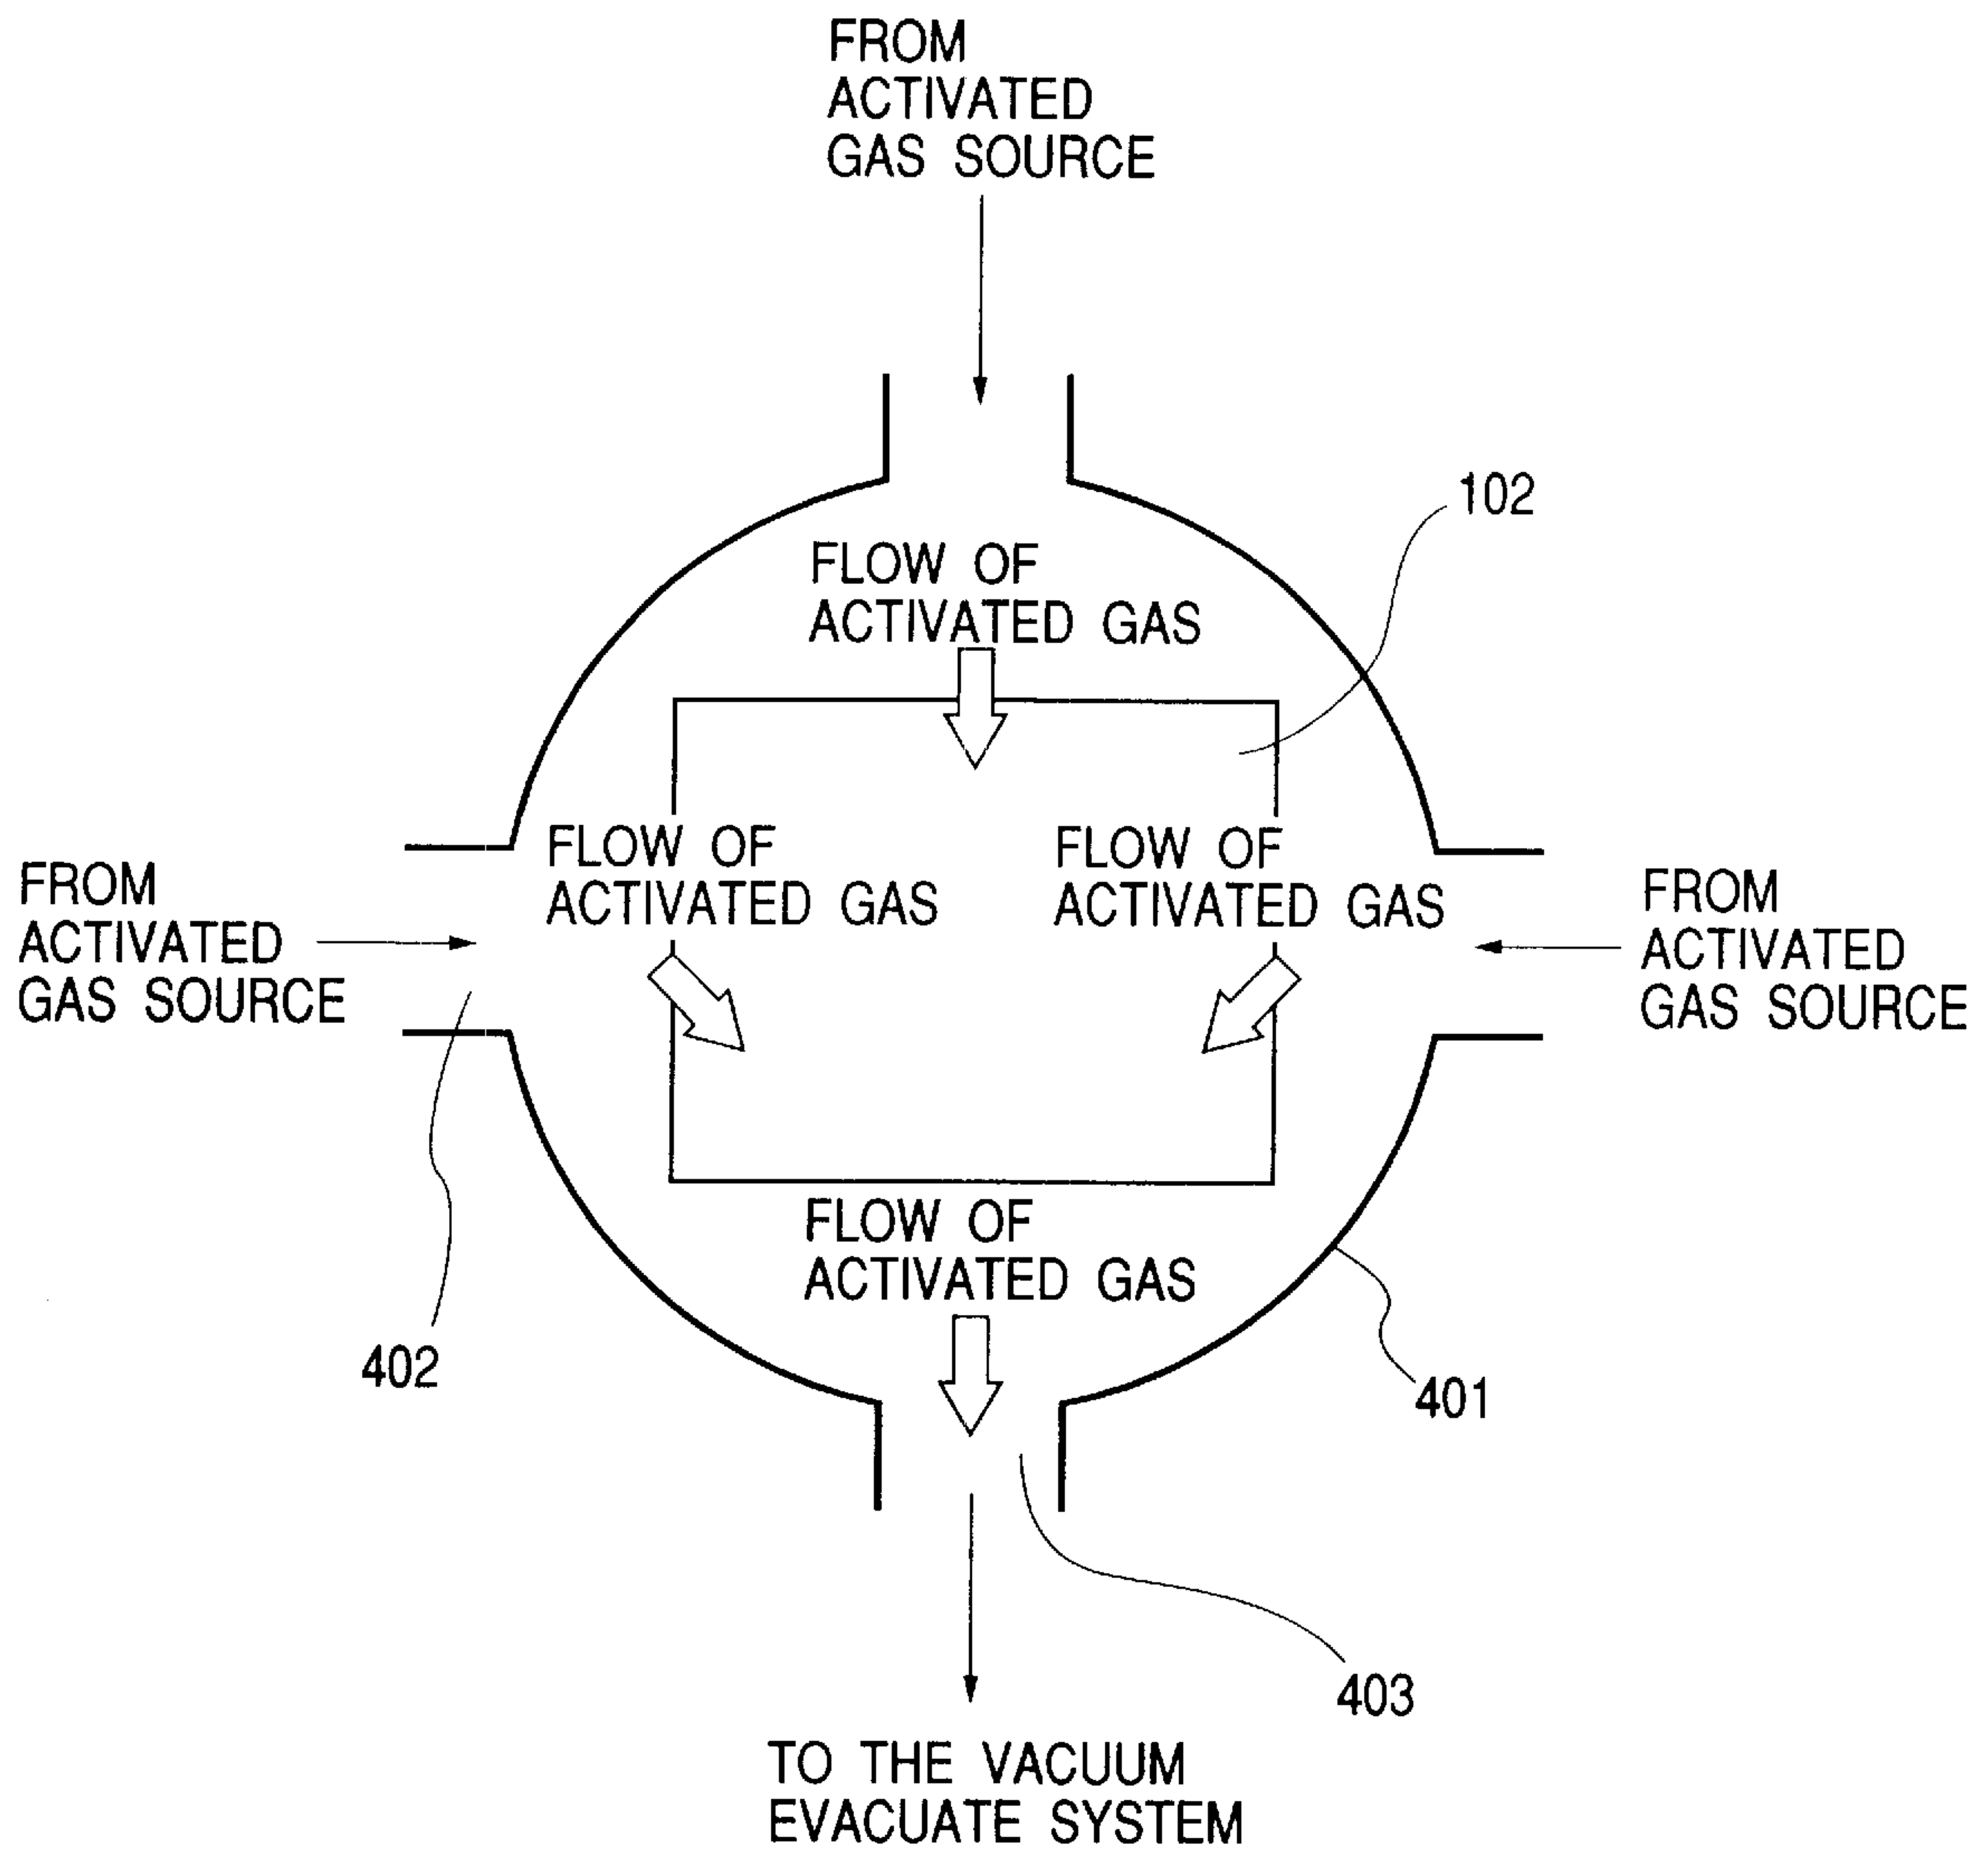 FROM
ACTIVATED
GAS SOURCE
102
FLOW OF
ACTIVATED GAS
FLOW OF
ACTIVATED GAS
FLOW OF
ACTIVATED GAS
FROM
ACTIVATED
GAS SOURCE
FROM
ACTIVATED
GAS SOURCE
FLOW OF
ACTIVATED GAS
402
401
403
TO THE VACUUM
EVACUATE SYSTEM